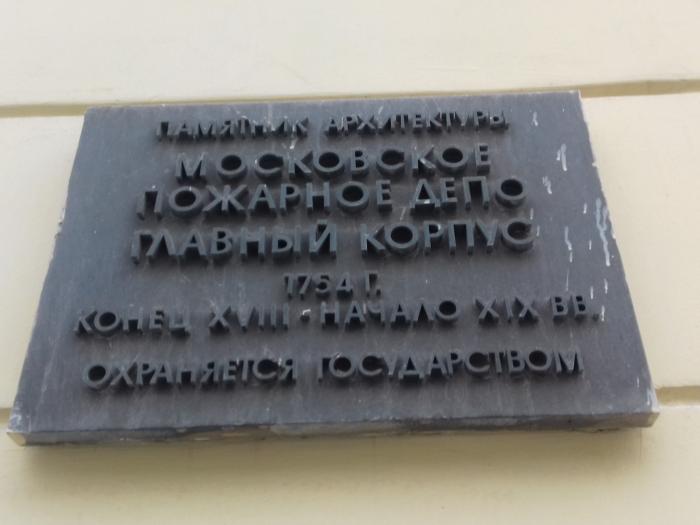 ПАМЯТНИК АРХИТЕКТУРЫ
МОСКОВСКОЕ
ПОЖАРНОЕ ДЕПО
ГЛАВНЫЙ КОРПУС
1754 Г.
КОНЕЦ XVIII - НАЧАЛО XIX ВВ.
ОХРАНЯЕТСЯ ГОСУДАРСТВОМ